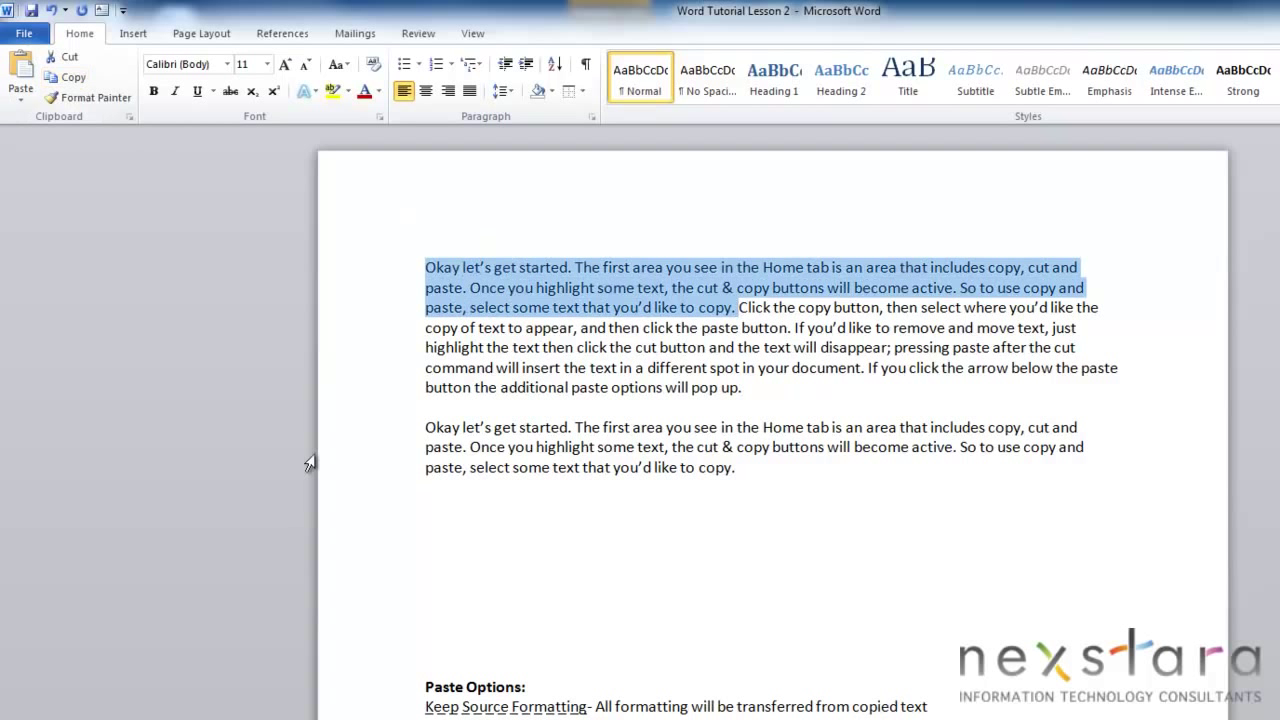 Word Tutorial Lesson 2 - Microsoft Word
File Home Insert Page Layout References Mailings Review View
Cut
Copy
Format Painter
Paste
Clipboard
Calibri (Body) 11
Font
Paragraph
AaBbCcDc AaBbCcDc AaBbC AaBbCc AaB AaBbCc. AaBbCcDc AaBbCcDc AaBbCcDc AaBbCcDc
¶ Normal ¶ No Spaci... Heading 1 Heading 2 Title Subtitle Subtle Em... Emphasis Intense E... Strong
Styles
Okay let’s get started. The first area you see in the Home tab is an area that includes copy, cut and
paste. Once you highlight some text, the cut & copy buttons will become active. So to use copy and
paste, select some text that you’d like to copy. Click the copy button, then select where you’d like the
copy of text to appear, and then click the paste button. If you’d like to remove and move text, just
highlight the text then click the cut button and the text will disappear; pressing paste after the cut
command will insert the text in a different spot in your document. If you click the arrow below the paste
button the additional paste options will pop up.
Okay let’s get started. The first area you see in the Home tab is an area that includes copy, cut and
paste. Once you highlight some text, the cut & copy buttons will become active. So to use copy and
paste, select some text that you’d like to copy.
Paste Options:
Keep Source Formatting- All formatting will be transferred from copied text
nexstara
INFORMATION TECHNOLOGY CONSULTANTS